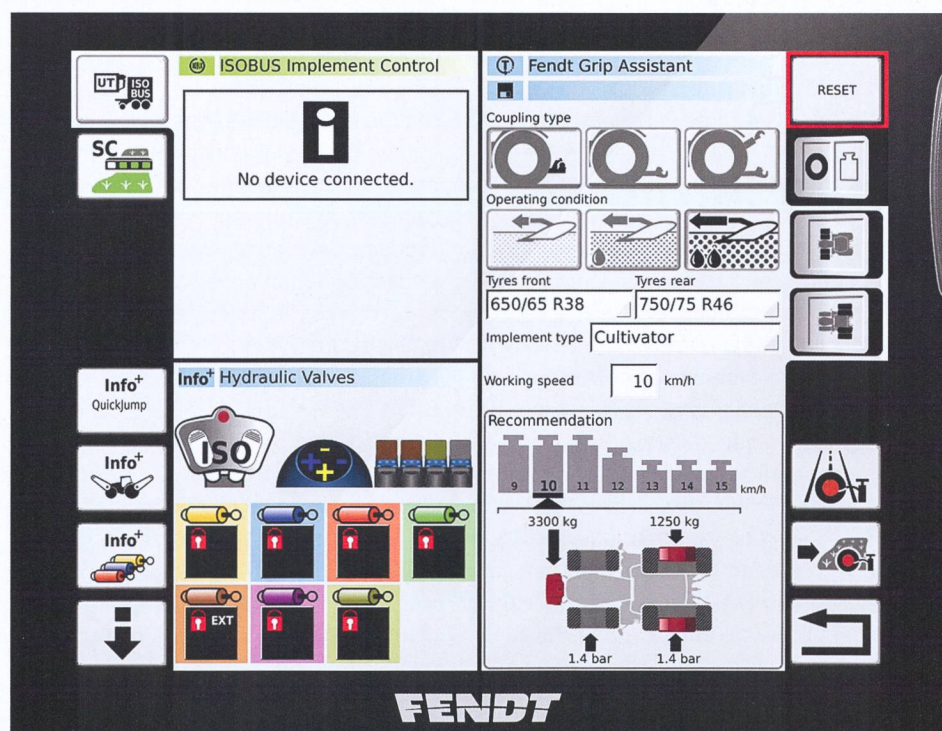 UT
ISO
BUS
SC
ISOBUS Implement Control
No device connected.
Fendt Grip Assistant
Coupling type
Operating condition
Tyres front
Tyres rear
650/65 R38
750/75 R46
Implement type
Cultivator
Working speed
10
km/h
RESET
Info+
QuickJump
Info+
Info+
Info+ Hydraulic Valves
ISO
EXT
Recommendation
9
10
11
12
13
14
15
km/h
3300 kg
1250 kg
1.4 bar
1.4 bar
FENDT